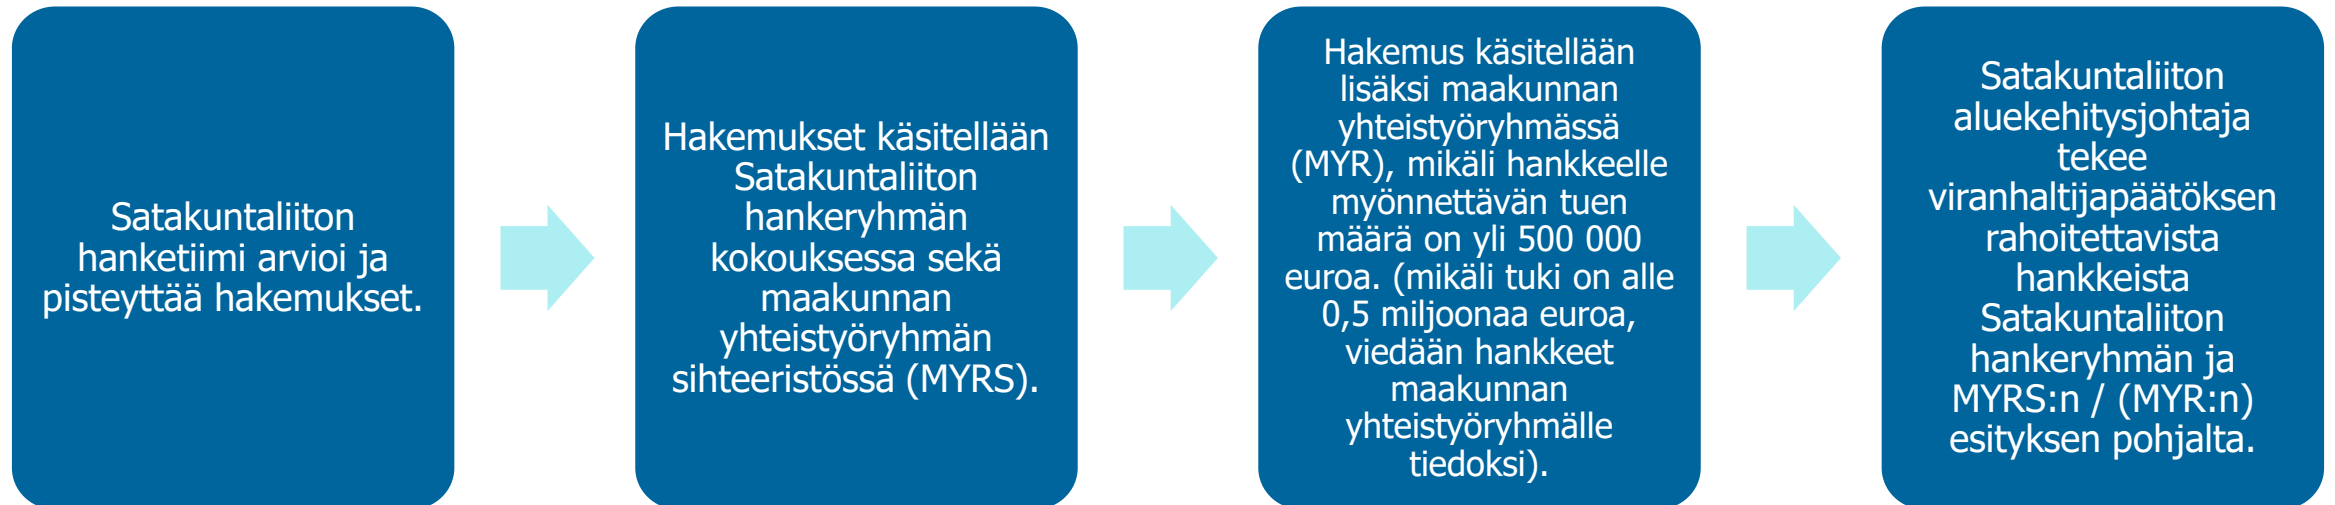 Satakuntaliiton
hanketiimi arvioi ja
pisteyttää hakemukset.
Hakemukset käsitellään
Satakuntaliiton
hankeryhmän
kokouksessa sekä
maakunnan
yhteistyöryhmän
sihteeristössä (MYRS).
Hakemus käsitellään
lisäksi maakunnan
yhteistyöryhmässä
(MYR), mikäli hankkeelle
myönnettävän tuen
määrä on yli 500 000
euroa. (mikäli tuki on alle
0,5 miljoonaa euroa,
viedään hankkeet
maakunnan
yhteistyöryhmälle
tiedoksi).
Satakuntaliiton
aluekehitysjohtaja
tekee
viranhaltijapäätöksen
rahoitettavista
hankkeista
Satakuntaliiton
hankeryhmän ja
MYRS:n / (MYR:n)
esityksen pohjalta.